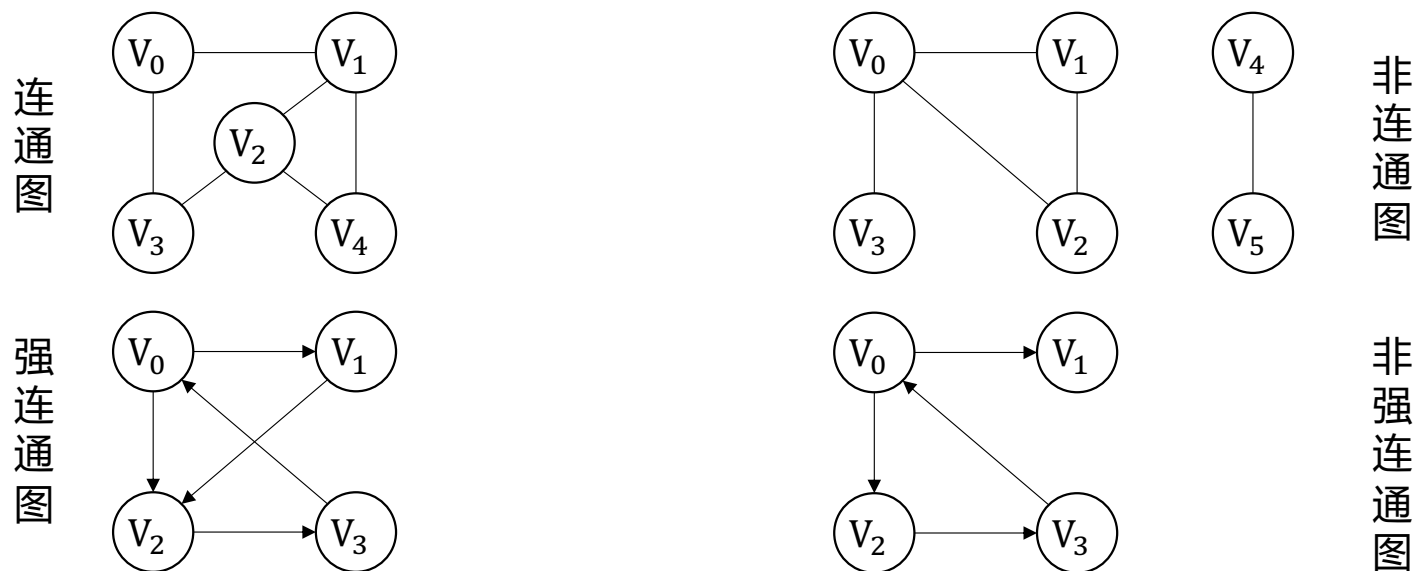 连通图
V₀ V₁
V₂
V₃ V₄
V₀ V₁ V₄
V₃ V₂ V₅
非连通图
强连通图
V₀ V₁
V₂ V₃
V₀ V₁
V₂ V₃
非强连通图